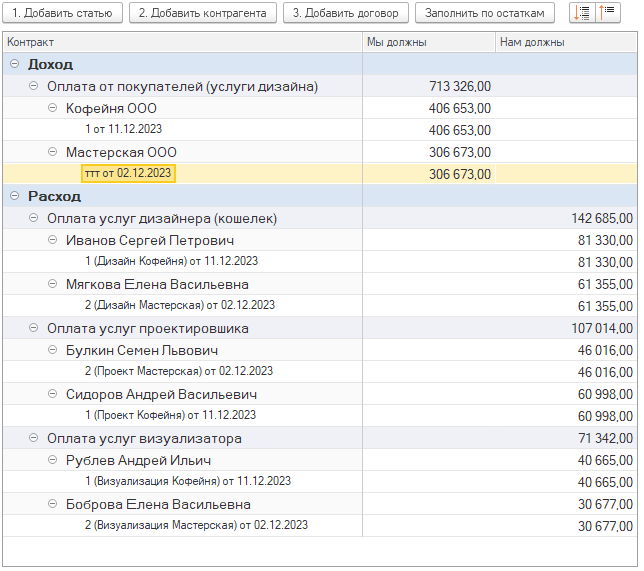 1. Добавить статью 2. Добавить контрагента 3. Добавить договор Заполнить по остаткам
Контракт Мы должны Нам должны
Доход
Оплата от покупателей (услуги дизайна) 713 326,00
Кофейня ООО 406 653,00
1 от 11.12.2023 406 653,00
Мастерская ООО 306 673,00
ттт от 02.12.2023 306 673,00
Расход
Оплата услуг дизайнера (кошелек) 142 685,00
Иванов Сергей Петрович 81 330,00
1 (Дизайн Кофейня) от 11.12.2023 81 330,00
Мягкова Елена Васильевна 61 355,00
2 (Дизайн Мастерская) от 02.12.2023 61 355,00
Оплата услуг проектировшика 107 014,00
Булкин Семен Львович 46 016,00
2 (Проект Мастерская) от 02.12.2023 46 016,00
Сидоров Андрей Васильевич 60 998,00
1 (Проект Кофейня) от 11.12.2023 60 998,00
Оплата услуг визуализатора 71 342,00
Рублев Андрей Ильич 40 665,00
1 (Визуализация Кофейня) от 11.12.2023 40 665,00
Боброва Елена Васильевна 30 677,00
2 (Визуализация Мастерская) от 02.12.2023 30 677,00